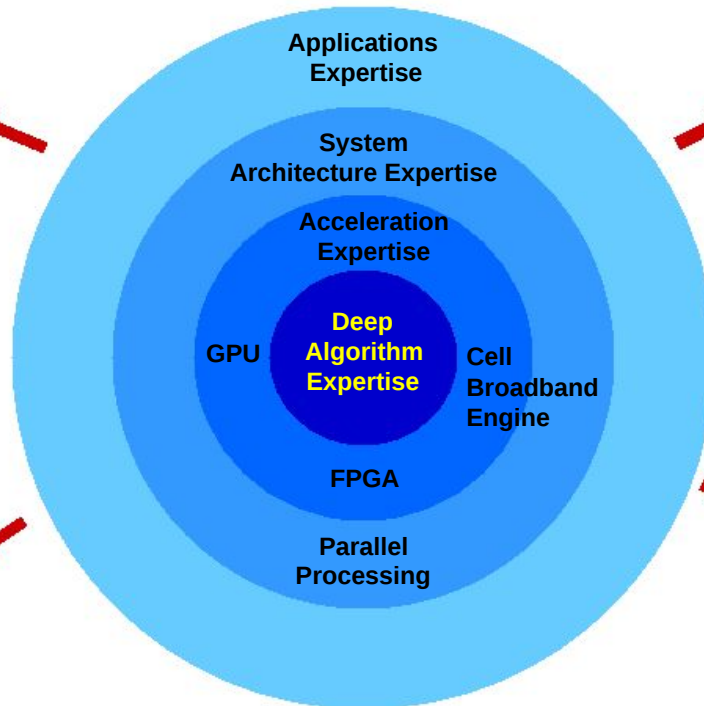 Applications
Expertise
System
Architecture Expertise
Acceleration
Expertise
Deep
Algorithm
Expertise
GPU
Cell
Broadband
Engine
FPGA
Parallel
Processing